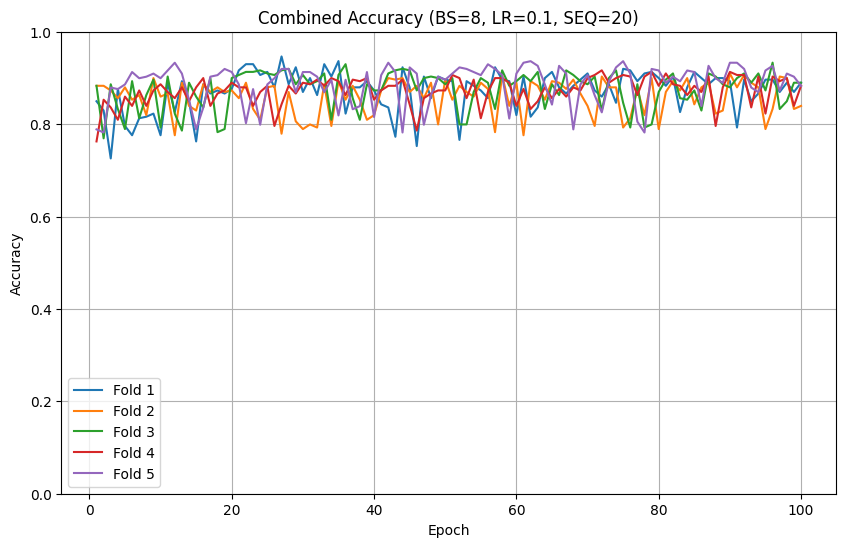 Combined Accuracy (BS=8, LR=0.1, SEQ=20)
1.0
0.8
0.6
0.4
0.2
0.0
Accuracy
Fold 1
Fold 2
Fold 3
Fold 4
Fold 5
0 20 40 60 80 100
Epoch